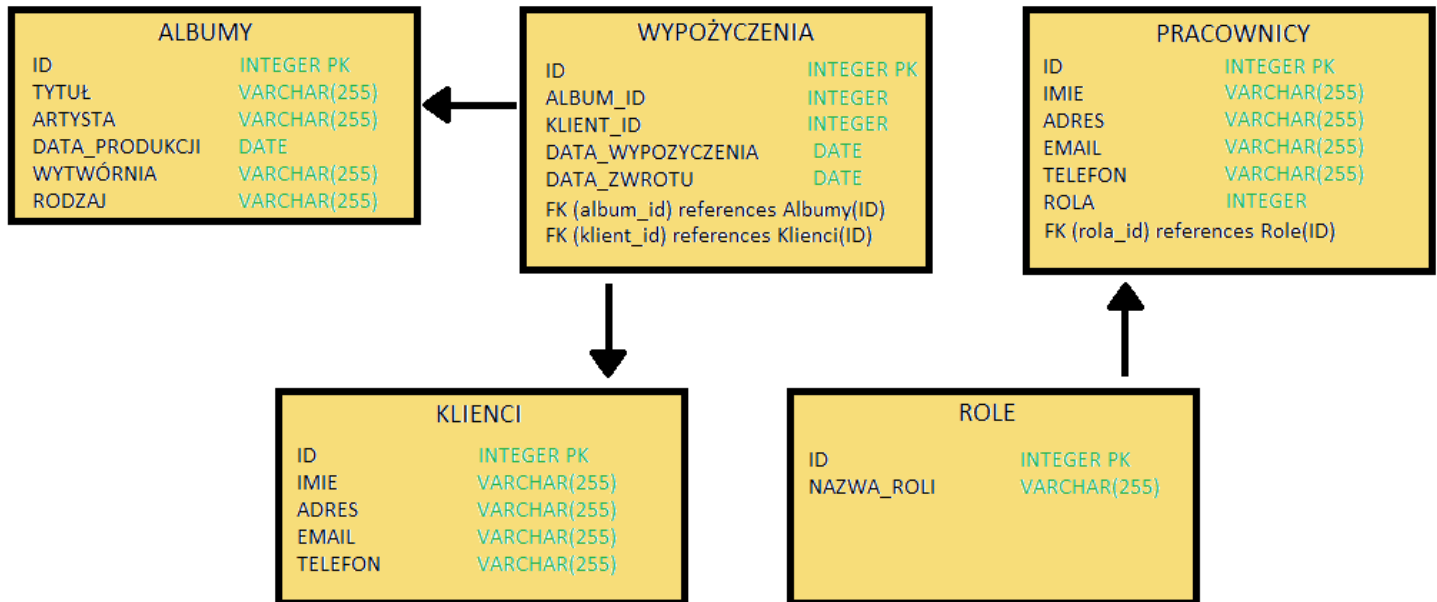 ALBUMY
ID INTEGER PK
TYTUŁ VARCHAR(255)
ARTYSTA VARCHAR(255)
DATA_PRODUKCJI DATE
WYTWÓRNIA VARCHAR(255)
RODZAJ VARCHAR(255)
WYPOŻYCZENIA
ID INTEGER PK
ALBUM_ID INTEGER
KLIENT_ID INTEGER
DATA_WYPOZYCZENIA DATE
DATA_ZWROTU DATE
FK (album_id) references Albumy(ID)
FK (klient_id) references Klienci(ID)
PRACOWNICY
ID INTEGER PK
IMIE VARCHAR(255)
ADRES VARCHAR(255)
EMAIL VARCHAR(255)
TELEFON VARCHAR(255)
ROLA INTEGER
FK (rola_id) references Role(ID)
KLIENCI
ID INTEGER PK
IMIE VARCHAR(255)
ADRES VARCHAR(255)
EMAIL VARCHAR(255)
TELEFON VARCHAR(255)
ROLE
ID INTEGER PK
NAZWA_ROLI VARCHAR(255)